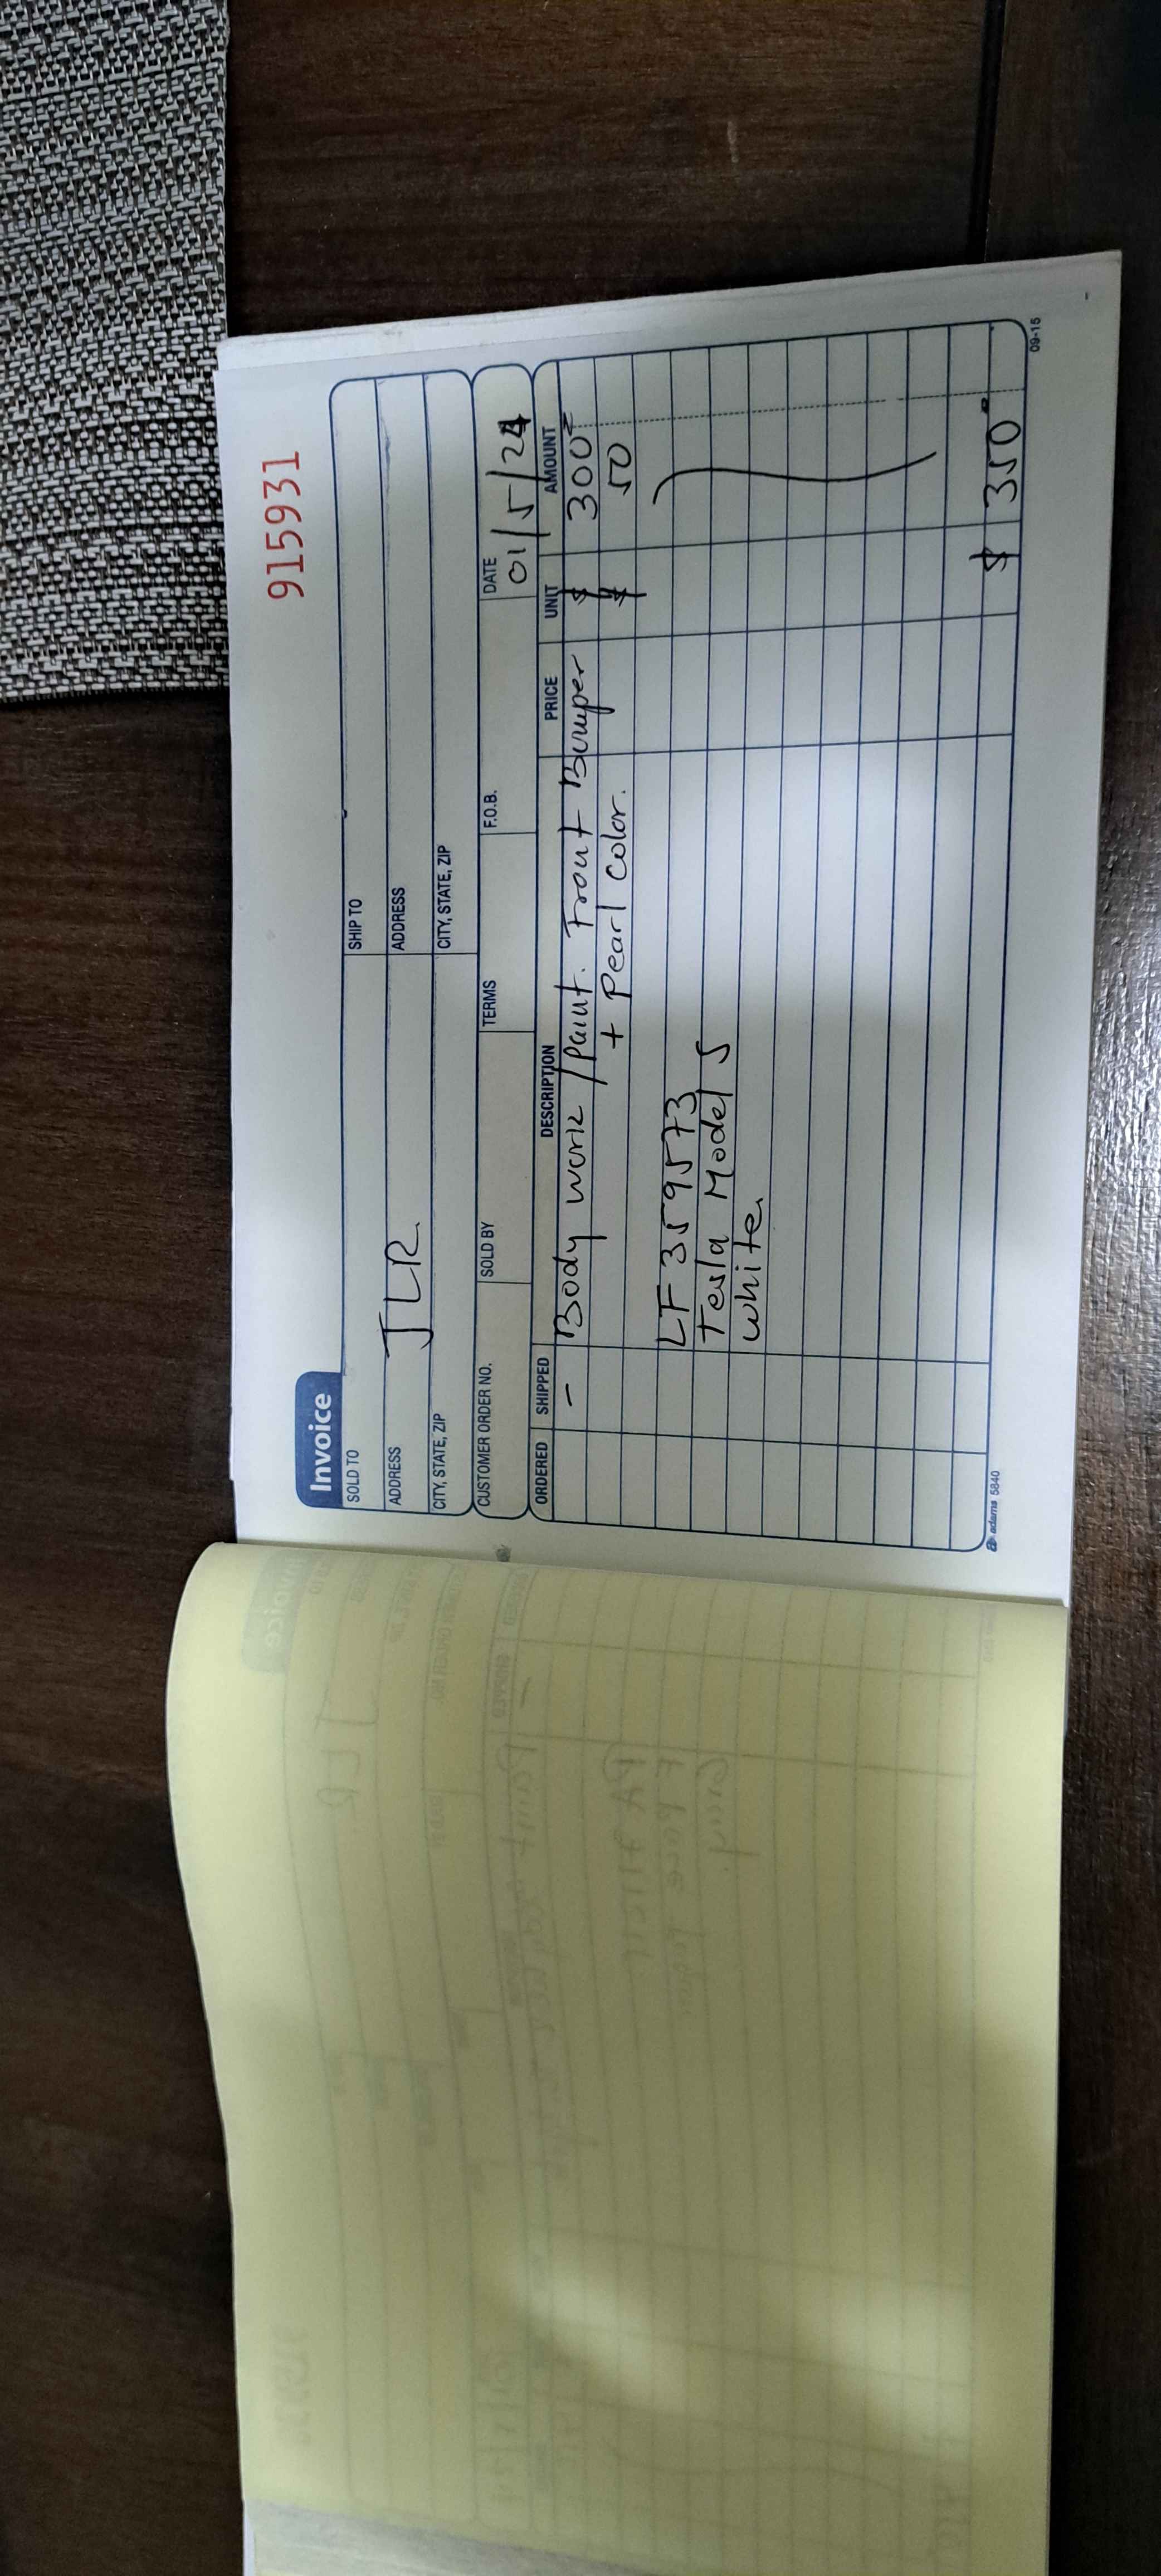 915931
Invoice
SOLD TO SHIP TO
ADDRESS JLR ADDRESS
CITY, STATE, ZIP CITY, STATE, ZIP
CUSTOMER ORDER NO. SOLD BY TERMS F.O.B. DATE 01/5/24
ORDERED SHIPPED DESCRIPTION PRICE UNIT AMOUNT
- Body work / Paint. Front Bumper $ 300
+ Pearl Color. $ 50
LF359573
Tesla Model S
white
$ 350
adams 5840 09-15